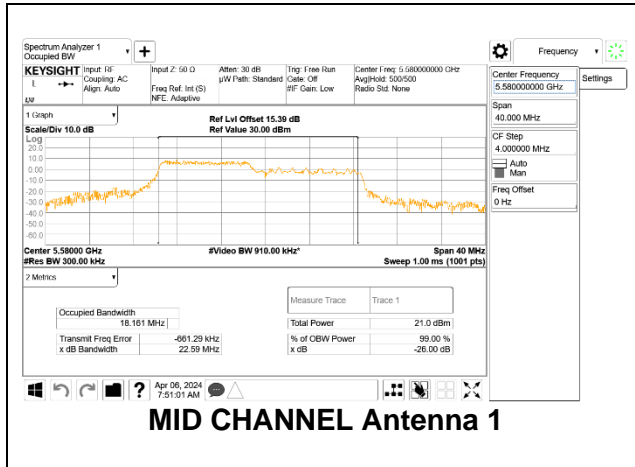 Spectrum Analyzer 1
Occupied BW
+
Frequency
KEYSIGHT Input: RF Input Z: 50 Ω Atten: 30 dB Trig: Free Run Center Freq: 5.580000000 GHz
L Coupling: AC µW Path: Standard Gate: Off Avg|Hold: 500/500
Align: Auto Freq Ref: Int (S) #IF Gain: Low Radio Std: None
NFE: Adaptive
Center Frequency
5.580000000 GHz
Settings
Span
40.000 MHz
CF Step
4.000000 MHz
Auto
Man
Freq Offset
0 Hz
1 Graph
Ref Lvl Offset 15.39 dB
Scale/Div 10.0 dB Ref Value 30.00 dBm
Log
20.0
10.0
0.00
-10.0
-20.0
-30.0
-40.0
-50.0
-60.0
Center 5.58000 GHz #Video BW 910.00 kHz* Span 40 MHz
#Res BW 300.00 kHz Sweep 1.00 ms (1001 pts)
2 Metrics
Measure Trace Trace 1
Occupied Bandwidth
18.161 MHz
Total Power 21.0 dBm
Transmit Freq Error -661.29 kHz % of OBW Power 99.00 %
x dB Bandwidth 22.59 MHz x dB -26.00 dB
? Apr 06, 2024
7:51:01 AM
MID CHANNEL Antenna 1